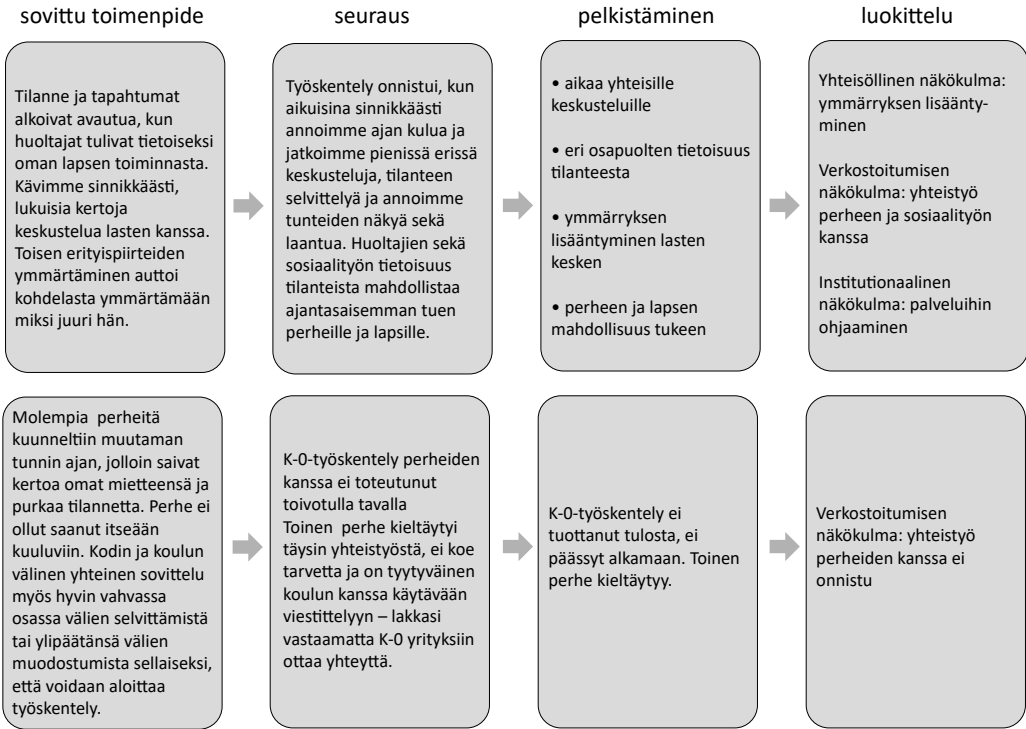 sovittu toimenpide
seuraus
pelkistäminen
luokittelu
Tilanne ja tapahtumat
alkoivat avautua, kun
huoltajat tulivat tietoiseksi
oman lapsen toiminnasta.
Kävimme sinnikkäästi,
lukuisia kertoja
keskustelua lasten kanssa.
Toisen erityispiirteiden
ymmärtäminen auttoi
kohdelasta ymmärtämään
miksi juuri hän.
Työskentely onnistui, kun
aikuisina sinnikkäästi
annoimme ajan kulua ja
jatkoimme pienissä erissä
keskusteluja, tilanteen
selvittelyä ja annoimme
tunteiden näkyä sekä
laantua. Huoltajien sekä
sosiaalityön tietoisuus
tilanteista mahdollistaa
ajantasaisemman tuen
perheille ja lapsille.
• aikaa yhteisille
keskusteluille
• eri osapuolten tietoisuus
tilanteesta
• ymmärryksen
lisääntyminen lasten
kesken
• perheen ja lapsen
mahdollisuus tukeen
Yhteisöllinen näkökulma:
ymmärryksen lisäänty-
minen
Verkostoitumisen
näkökulma: yhteistyö
perheen ja sosiaalityön
kanssa
Institutionaalinen
näkökulma: palveluihin
ohjaaminen
Molempia perheitä
kuunneltiin muutaman
tunnin ajan, jolloin saivat
kertoa omat mietteensä ja
purkaa tilannetta. Perhe ei
ollut saanut itseään
kuuluviin. Kodin ja koulun
välinen yhteinen sovittelu
myös hyvin vahvassa
osassa välien selvittämistä
tai ylipäätänsä välien
muodostumista sellaiseksi,
että voidaan aloittaa
työskentely.
K-0-työskentely perheiden
kanssa ei toteutunut
toivotulla tavalla
Toinen perhe kieltäytyi
täysin yhteistyöstä, ei koe
tarvetta ja on tyytyväinen
koulun kanssa käytävään
viestittelyyn – lakkasi
vastaamatta K-0 yrityksiin
ottaa yhteyttä.
K-0-työskentely ei
tuottanut tulosta, ei
päässyt alkamaan. Toinen
perhe kieltäytyy.
Verkostoitumisen
näkökulma: yhteistyö
perheiden kanssa ei
onnistu